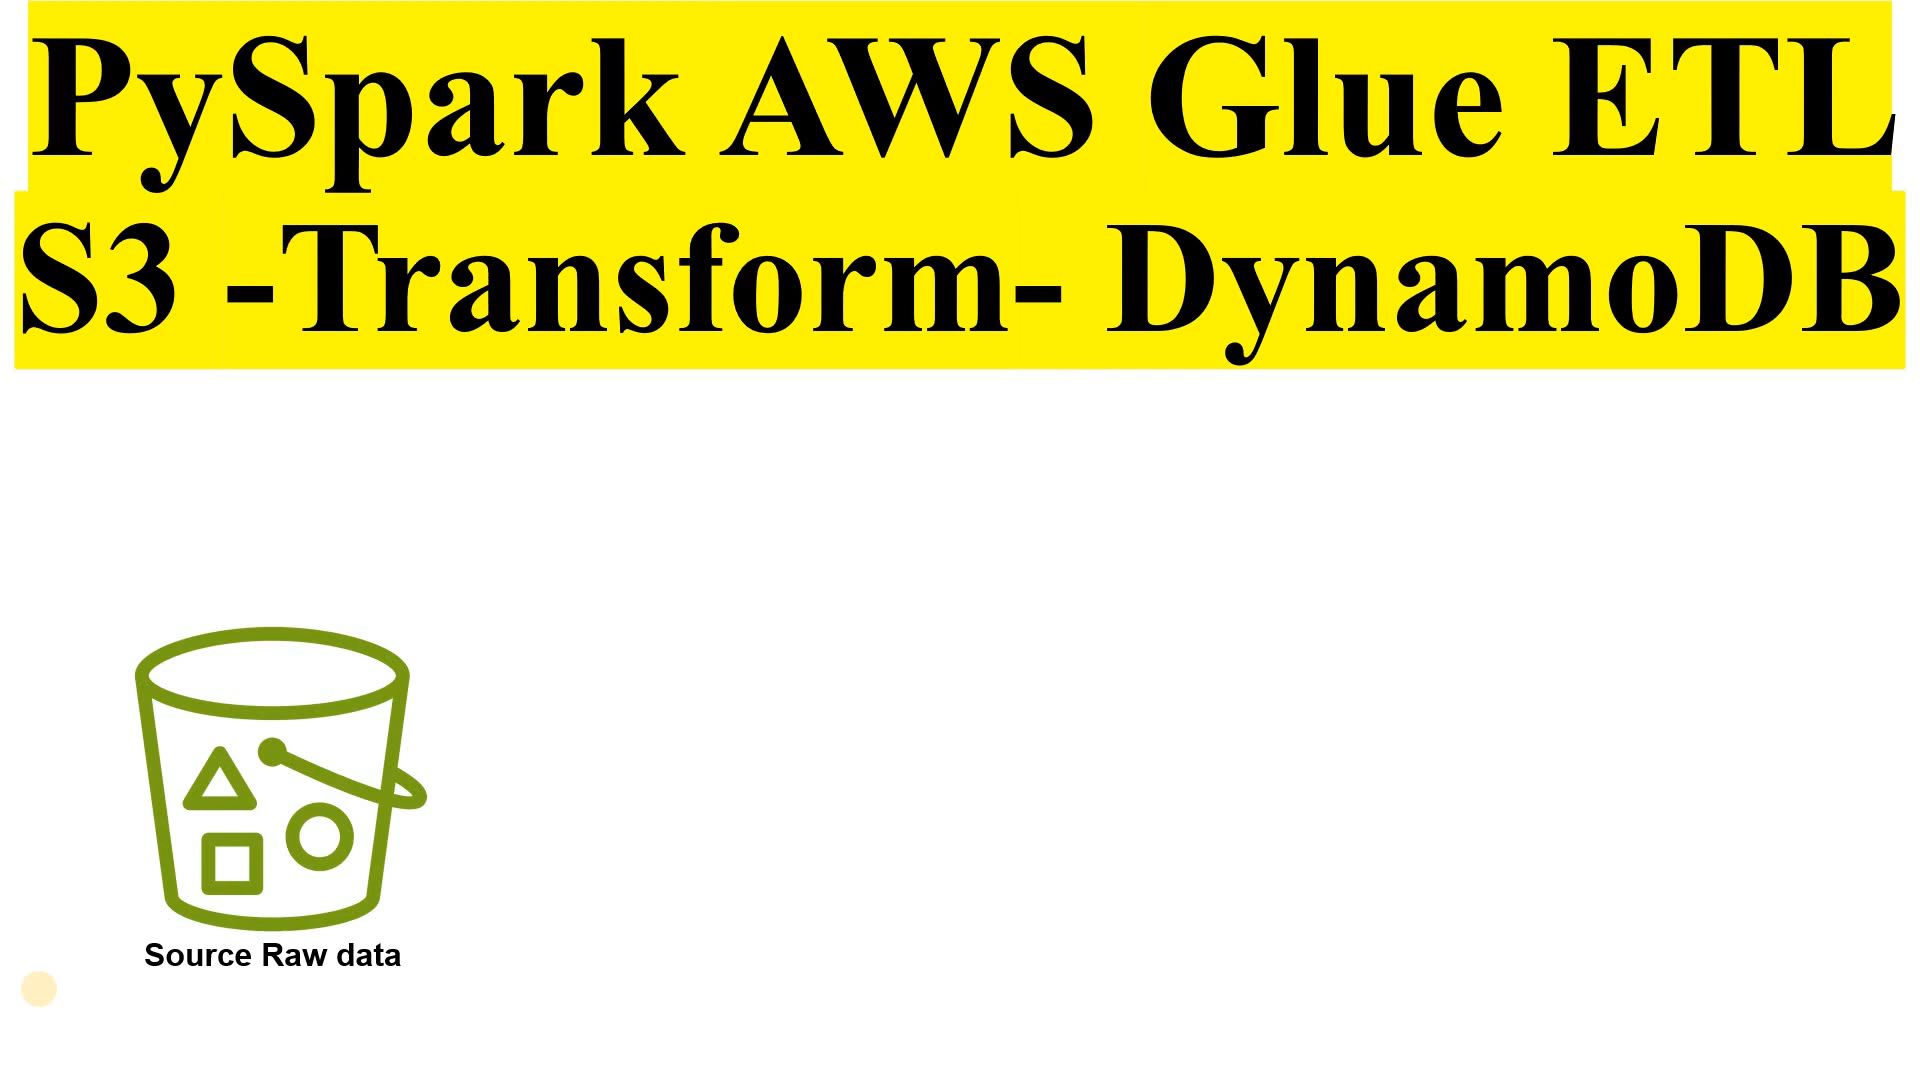 PySpark AWS Glue ETL
S3 -Transform- DynamoDB
Source Raw data